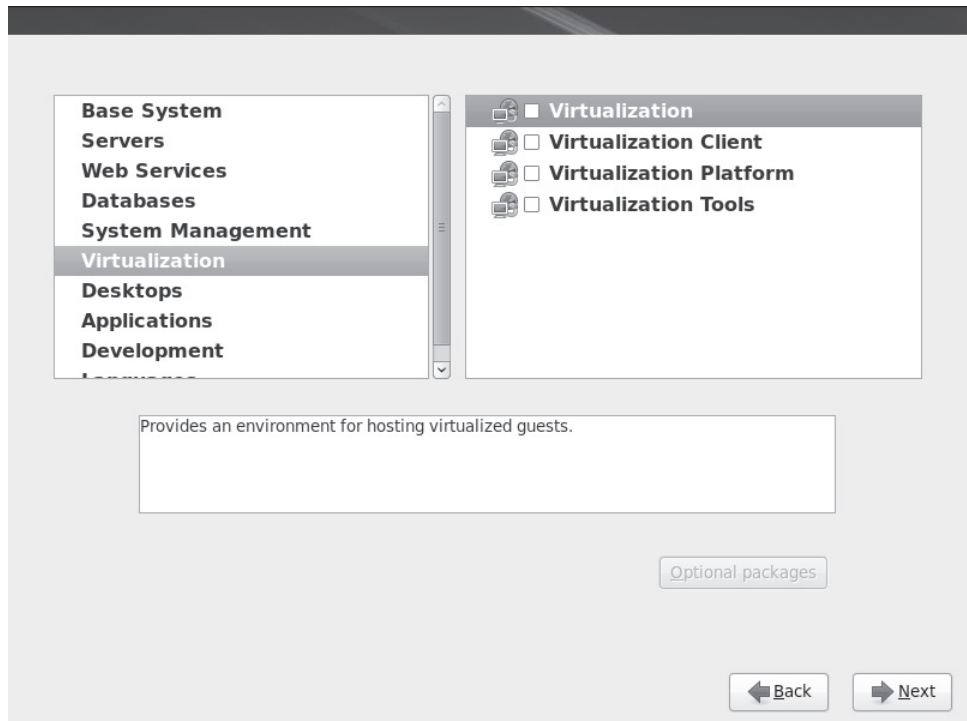 Base System
Servers
Web Services
Databases
System Management
Virtualization
Desktops
Applications
Development
Virtualization
Virtualization Client
Virtualization Platform
Virtualization Tools
Provides an environment for hosting virtualized guests.
Optional packages
Back
Next